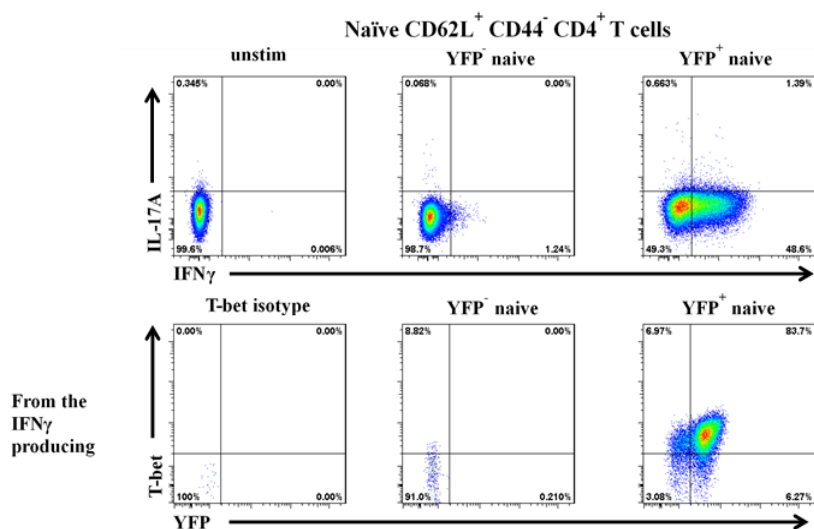 Naïve CD62L⁺ CD44⁻ CD4⁺ T cells
unstim
YFP⁻ naive
YFP⁺ naive
0.345% 0.00%
99.6% 0.006%
0.068% 0.00%
98.7% 1.24%
0.663% 1.39%
49.3% 48.6%
IL-17A
IFNγ
T-bet isotype
YFP⁻ naive
YFP⁺ naive
0.00% 0.00%
100% 0.00%
8.82% 0.00%
91.0% 0.210%
6.97% 83.7%
3.08% 6.27%
From the
IFNγ
producing
T-bet
YFP